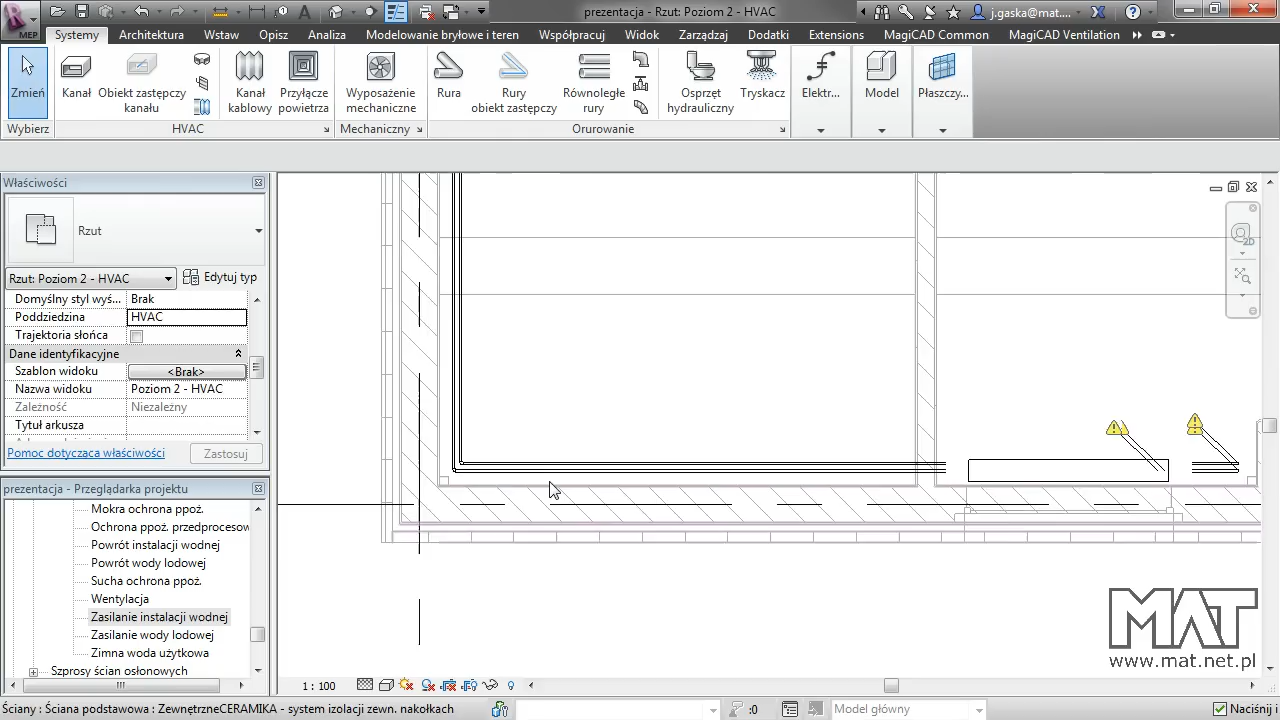 prezentacja - Rzut: Poziom 2 - HVAC
j.gaska@mat....
MEP
Systemy
Architektura
Wstaw
Opisz
Analiza
Modelowanie bryłowe i teren
Współpracuj
Widok
Zarządzaj
Dodatki
Extensions
MagiCAD Common
MagiCAD Ventilation
Zmień
Kanał
Obiekt zastępczy
kanału
Kanał
kablowy
Przyłącze
powietrza
Wyposażenie
mechaniczne
Rura
Rury
obiekt zastępczy
Równoległe
rury
Osprzęt
hydrauliczny
Tryskacz
Elektr...
Model
Płaszczy...
Wybierz
HVAC
Mechaniczny
Orurowanie
Właściwości
Rzut
Rzut: Poziom 2 - HVAC
Edytuj typ
Domyślny styl wyś... Brak
Poddziedzina HVAC
Trajektoria słońca
Dane identyfikacyjne
Szablon widoku <Brak>
Nazwa widoku Poziom 2 - HVAC
Zależność Niezależny
Tytuł arkusza
Pomoc dotycząca właściwości
Zastosuj
prezentacja - Przeglądarka projektu
Mokra ochrona ppoż.
Ochrona ppoż. przedprocesow
Powrót instalacji wodnej
Powrót wody lodowej
Sucha ochrona ppoż.
Wentylacja
Zasilanie instalacji wodnej
Zasilanie wody lodowej
Zimna woda użytkowa
Szprosy ścian osłonowych
2D
MAT
www.mat.net.pl
1 : 100
Ściany : Ściana podstawowa : ZewnętrzneCERAMIKA - system izolacji zewn. nakołkach
:0
Model główny
Naciśnij i